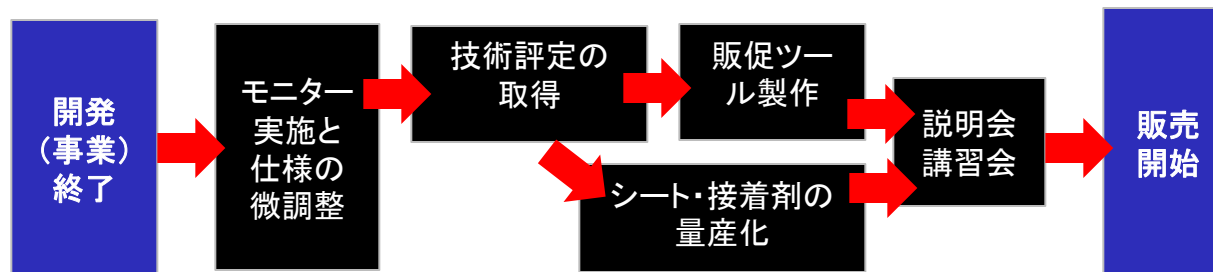 開発
（事業）
終了
モニター
実施と
仕様の
微調整
技術評定の
取得
販促ツー
ル製作
シート・接着剤の
量産化
説明会
講習会
販売
開始